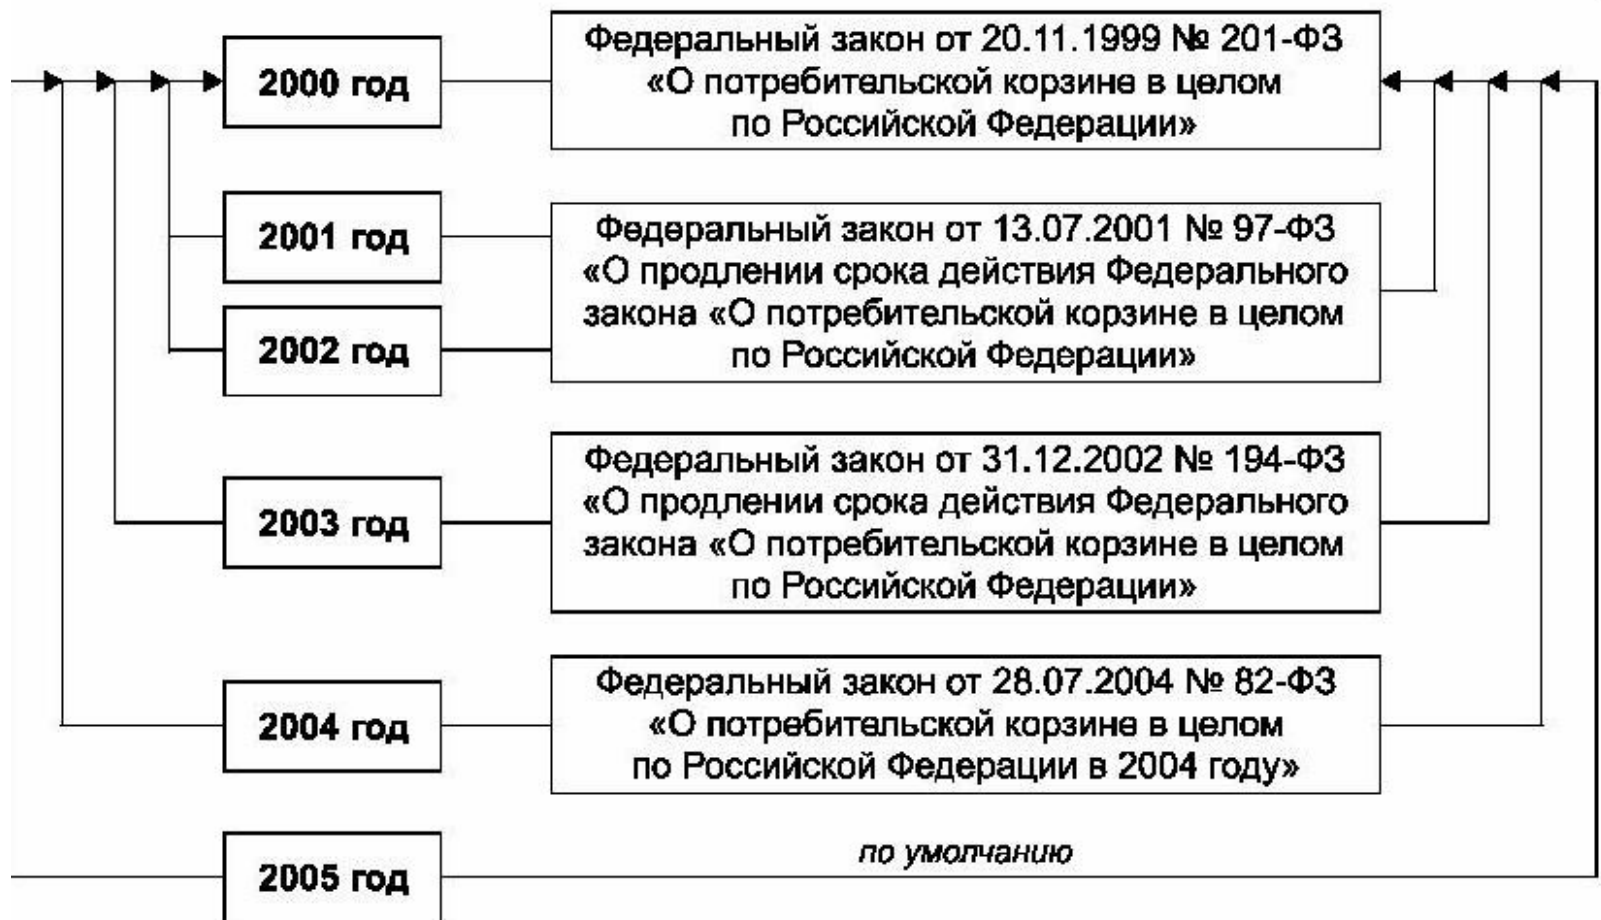 2000 год
Федеральный закон от 20.11.1999 № 201-ФЗ
«О потребительской корзине в целом
по Российской Федерации»
2001 год
2002 год
Федеральный закон от 13.07.2001 № 97-ФЗ
«О продлении срока действия Федерального
закона «О потребительской корзине в целом
по Российской Федерации»
2003 год
Федеральный закон от 31.12.2002 № 194-ФЗ
«О продлении срока действия Федерального
закона «О потребительской корзине в целом
по Российской Федерации»
2004 год
Федеральный закон от 28.07.2004 № 82-ФЗ
«О потребительской корзине в целом
по Российской Федерации в 2004 году»
2005 год
по умолчанию